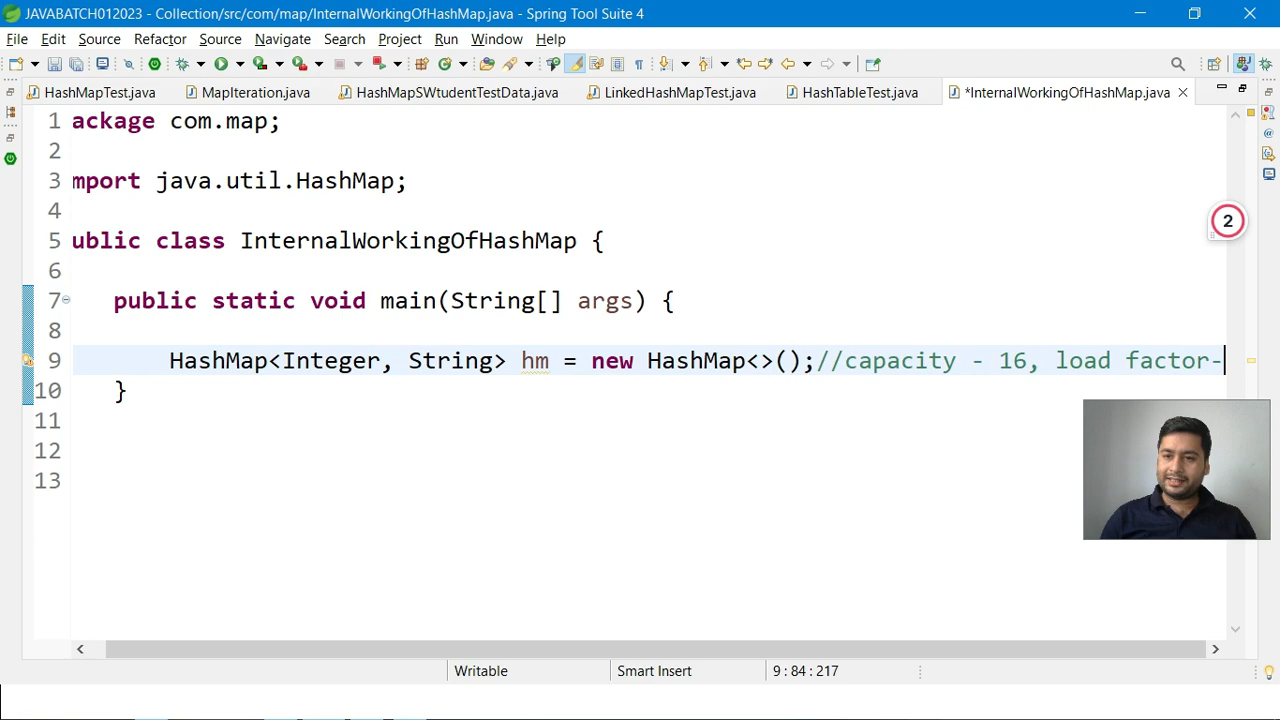 JAVABATCH012023 - Collection/src/com/map/InternalWorkingOfHashMap.java - Spring Tool Suite 4
File Edit Source Refactor Source Navigate Search Project Run Window Help
HashMapTest.java MapIteration.java HashMapSWtudentTestData.java LinkedHashMapTest.java HashTableTest.java *InternalWorkingOfHashMap.java
1 ackage com.map;
2
3 mport java.util.HashMap;
4
5 ublic class InternalWorkingOfHashMap {
6
7 public static void main(String[] args) {
8
9 HashMap<Integer, String> hm = new HashMap<>();//capacity - 16, load factor-
10 }
11
12
13
2
Writable Smart Insert 9 : 84 : 217